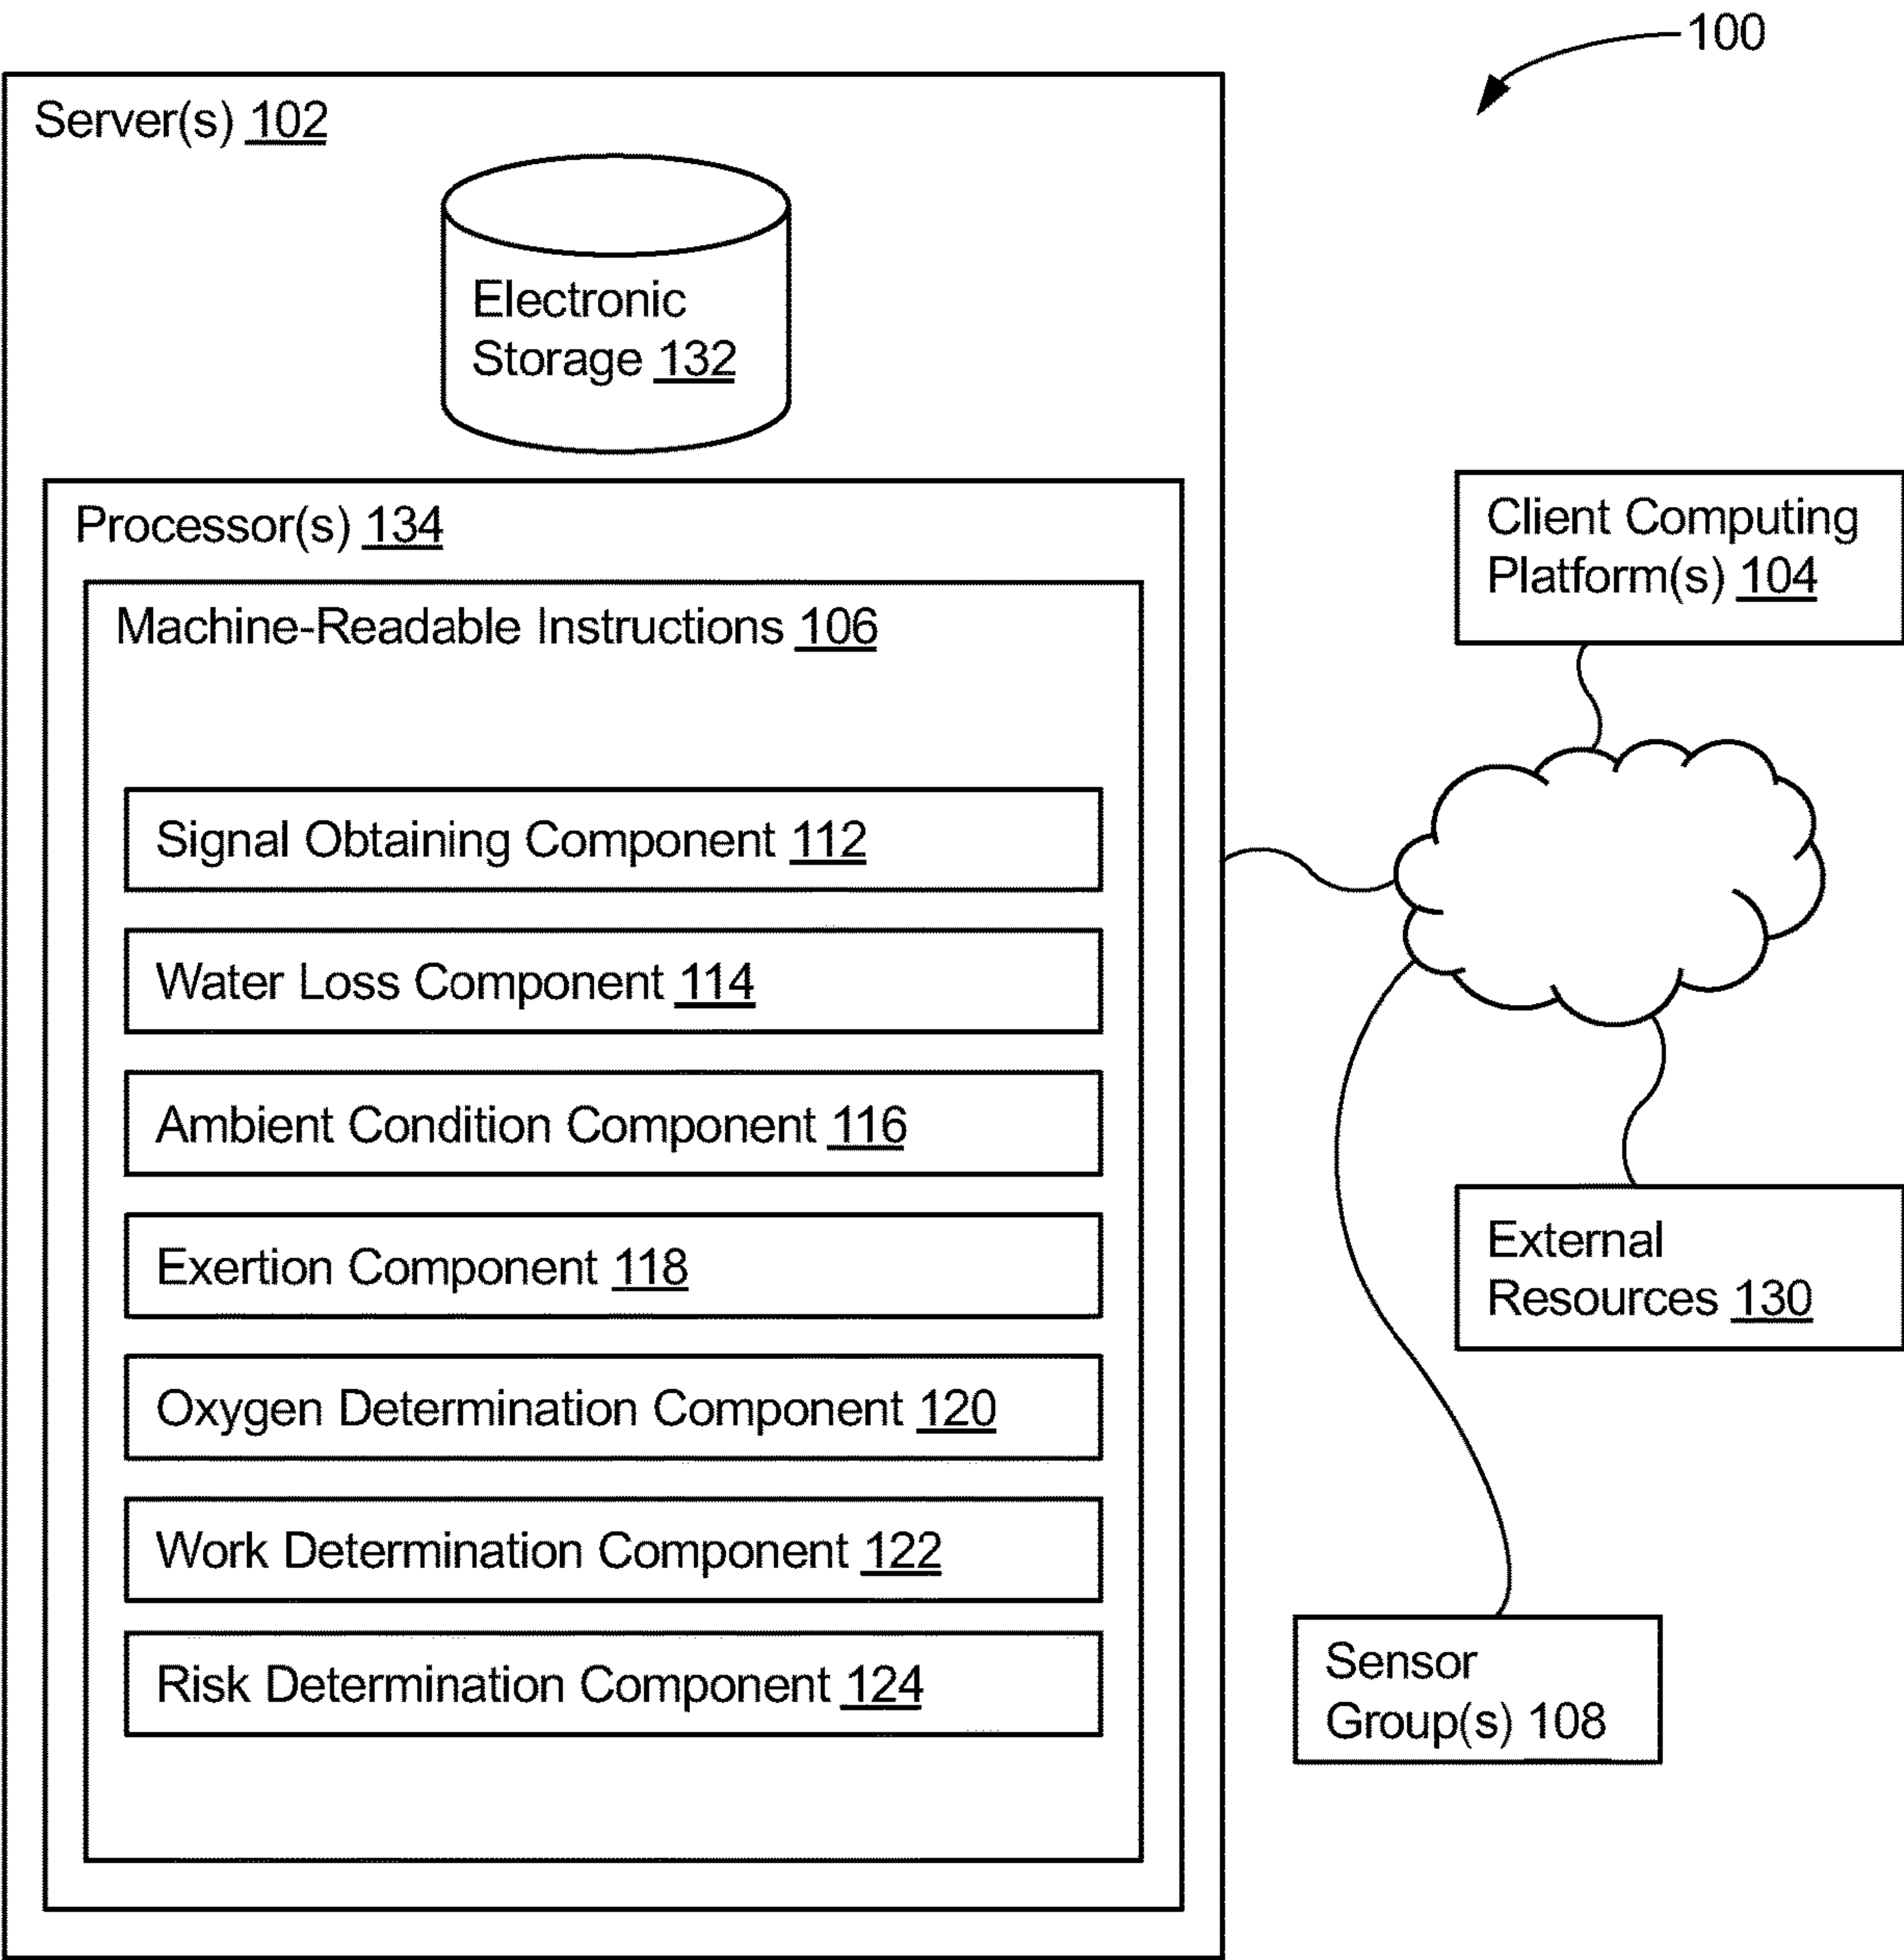 100
Server(s) 102
Electronic
Storage 132
Processor(s) 134
Machine-Readable Instructions 106
Signal Obtaining Component 112
Water Loss Component 114
Ambient Condition Component 116
Exertion Component 118
Oxygen Determination Component 120
Work Determination Component 122
Risk Determination Component 124
Client Computing
Platform(s) 104
External
Resources 130
Sensor
Group(s) 108